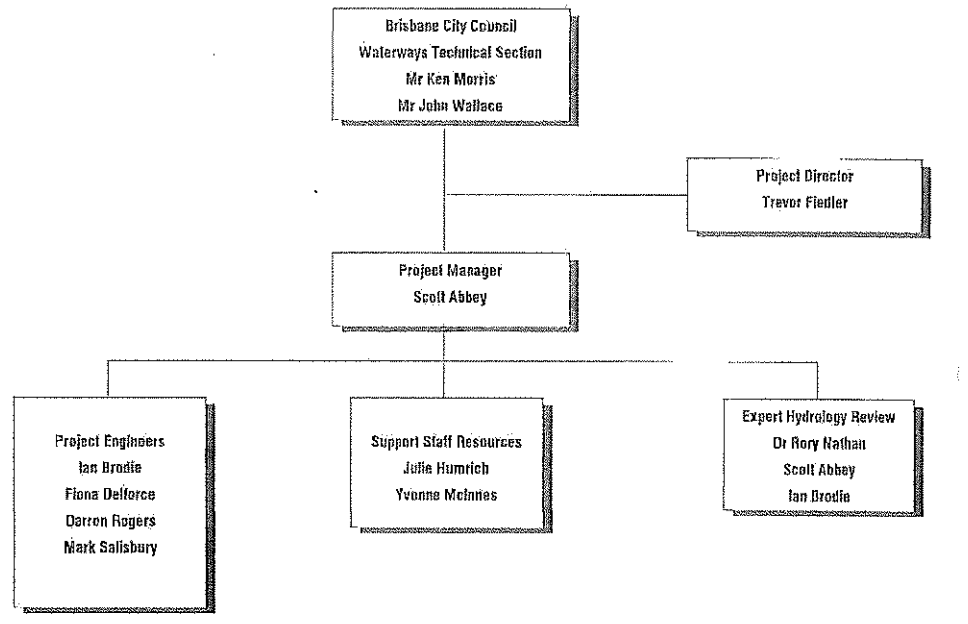 Brisbane City Council
Waterways Technical Section
Mr Ken Morris
Mr John Wallace
Project Director
Trevor Fiedler
Project Manager
Scott Abbey
Project Engineers
Ian Brodie
Fiona Delforce
Darren Rogers
Mark Salisbury
Support Staff Resources
Julie Humrich
Yvonne McInnes
Expert Hydrology Review
Dr Rory Nathan
Scott Abbey
Ian Brodie